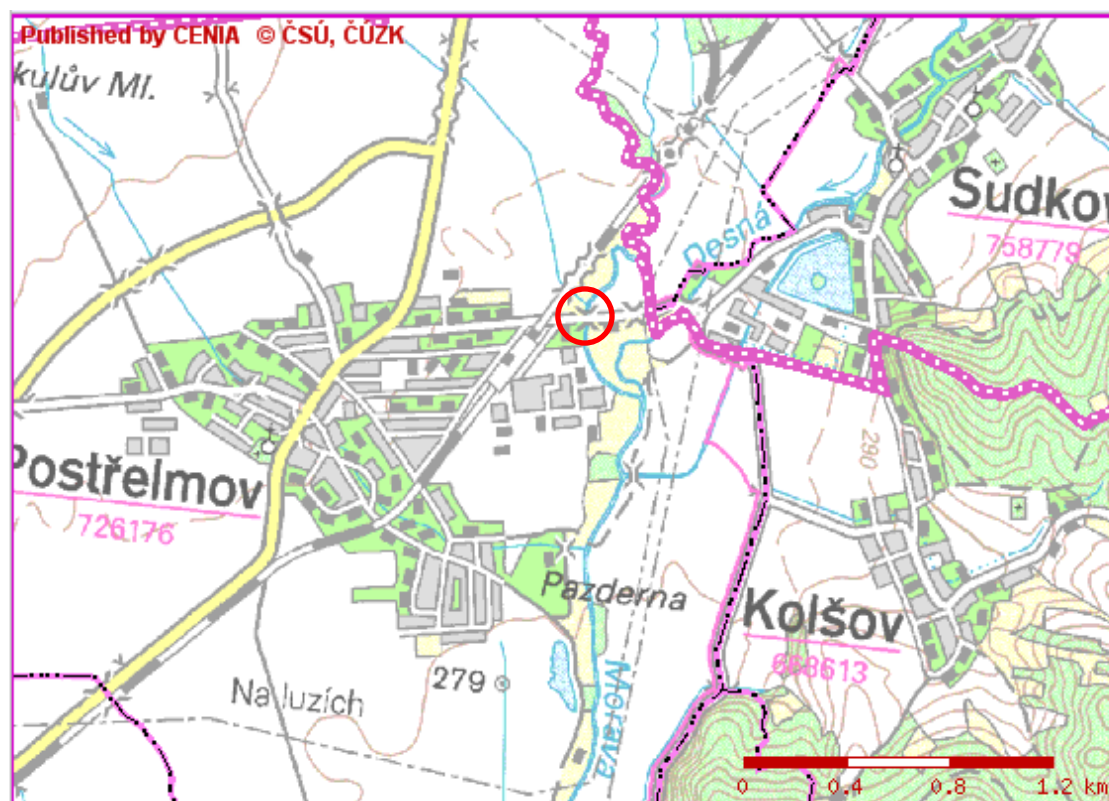 Published by CENIA © ČSÚ, ČÚZK
kulův Ml.
Sudkov
758779
Desná
290
Postřelmov
726176
Pazderna
Kolšov
668613
279
Na luzích
Morava
0 0.4 0.8 1.2 km